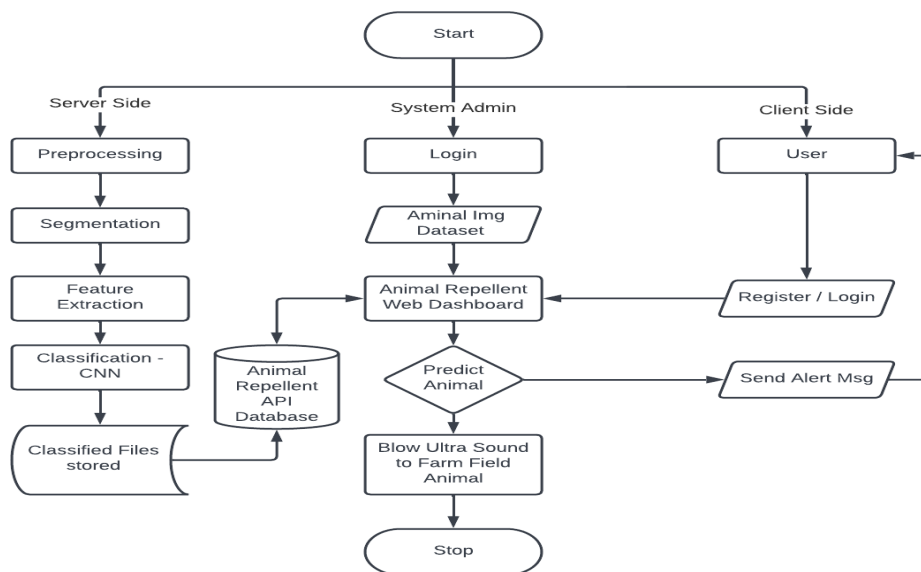 Start
Server Side
System Admin
Client Side
Preprocessing
Login
User
Segmentation
Aminal Img
Dataset
Feature
Extraction
Animal Repellent
Web Dashboard
Register / Login
Classification -
CNN
Animal
Repellent
API
Database
Predict
Animal
Send Alert Msg
Classified Files
stored
Blow Ultra Sound
to Farm Field
Animal
Stop